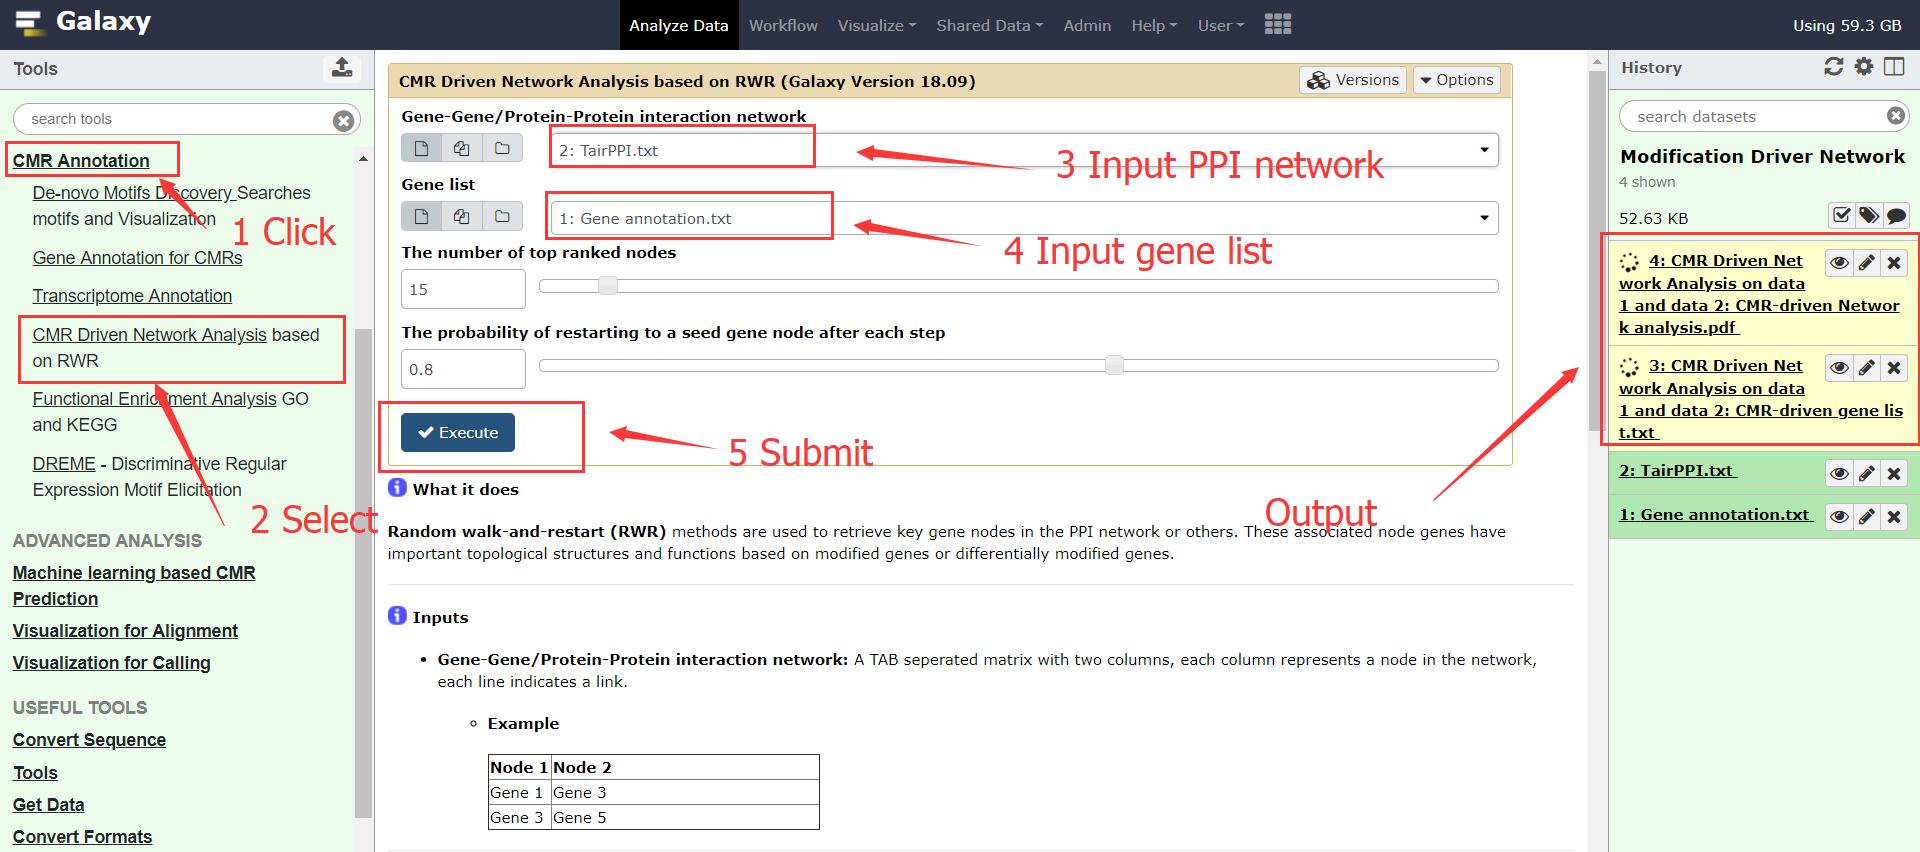 Galaxy
Analyze Data
Workflow
Visualize
Shared Data
Admin
Help
User
Using 59.3 GB
Tools
search tools
CMR Annotation
De-novo Motifs Discovery Searches
motifs and Visualization
1 Click
Gene Annotation for CMRs
Transcriptome Annotation
CMR Driven Network Analysis based
on RWR
Functional Enrichment Analysis GO
and KEGG
DREME - Discriminative Regular
Expression Motif Elicitation
2 Select
ADVANCED ANALYSIS
Machine learning based CMR
Prediction
Visualization for Alignment
Visualization for Calling
USEFUL TOOLS
Convert Sequence
Tools
Get Data
Convert Formats
CMR Driven Network Analysis based on RWR (Galaxy Version 18.09)
Versions
Options
Gene-Gene/Protein-Protein interaction network
2: TairPPI.txt
3 Input PPI network
Gene list
1: Gene annotation.txt
4 Input gene list
The number of top ranked nodes
15
The probability of restarting to a seed gene node after each step
0.8
Execute
5 Submit
What it does
Random walk-and-restart (RWR) methods are used to retrieve key gene nodes in the PPI network or others. These associated node genes have
important topological structures and functions based on modified genes or differentially modified genes.
Inputs
Gene-Gene/Protein-Protein interaction network: A TAB seperated matrix with two columns, each column represents a node in the network,
each line indicates a link.
Example
Node 1 Node 2
Gene 1 Gene 3
Gene 3 Gene 5
Output
History
search datasets
Modification Driver Network
4 shown
52.63 KB
4: CMR Driven Net
work Analysis on data
1 and data 2: CMR-driven Networ
k analysis.pdf
3: CMR Driven Net
work Analysis on data
1 and data 2: CMR-driven gene lis
t.txt
2: TairPPI.txt
1: Gene annotation.txt